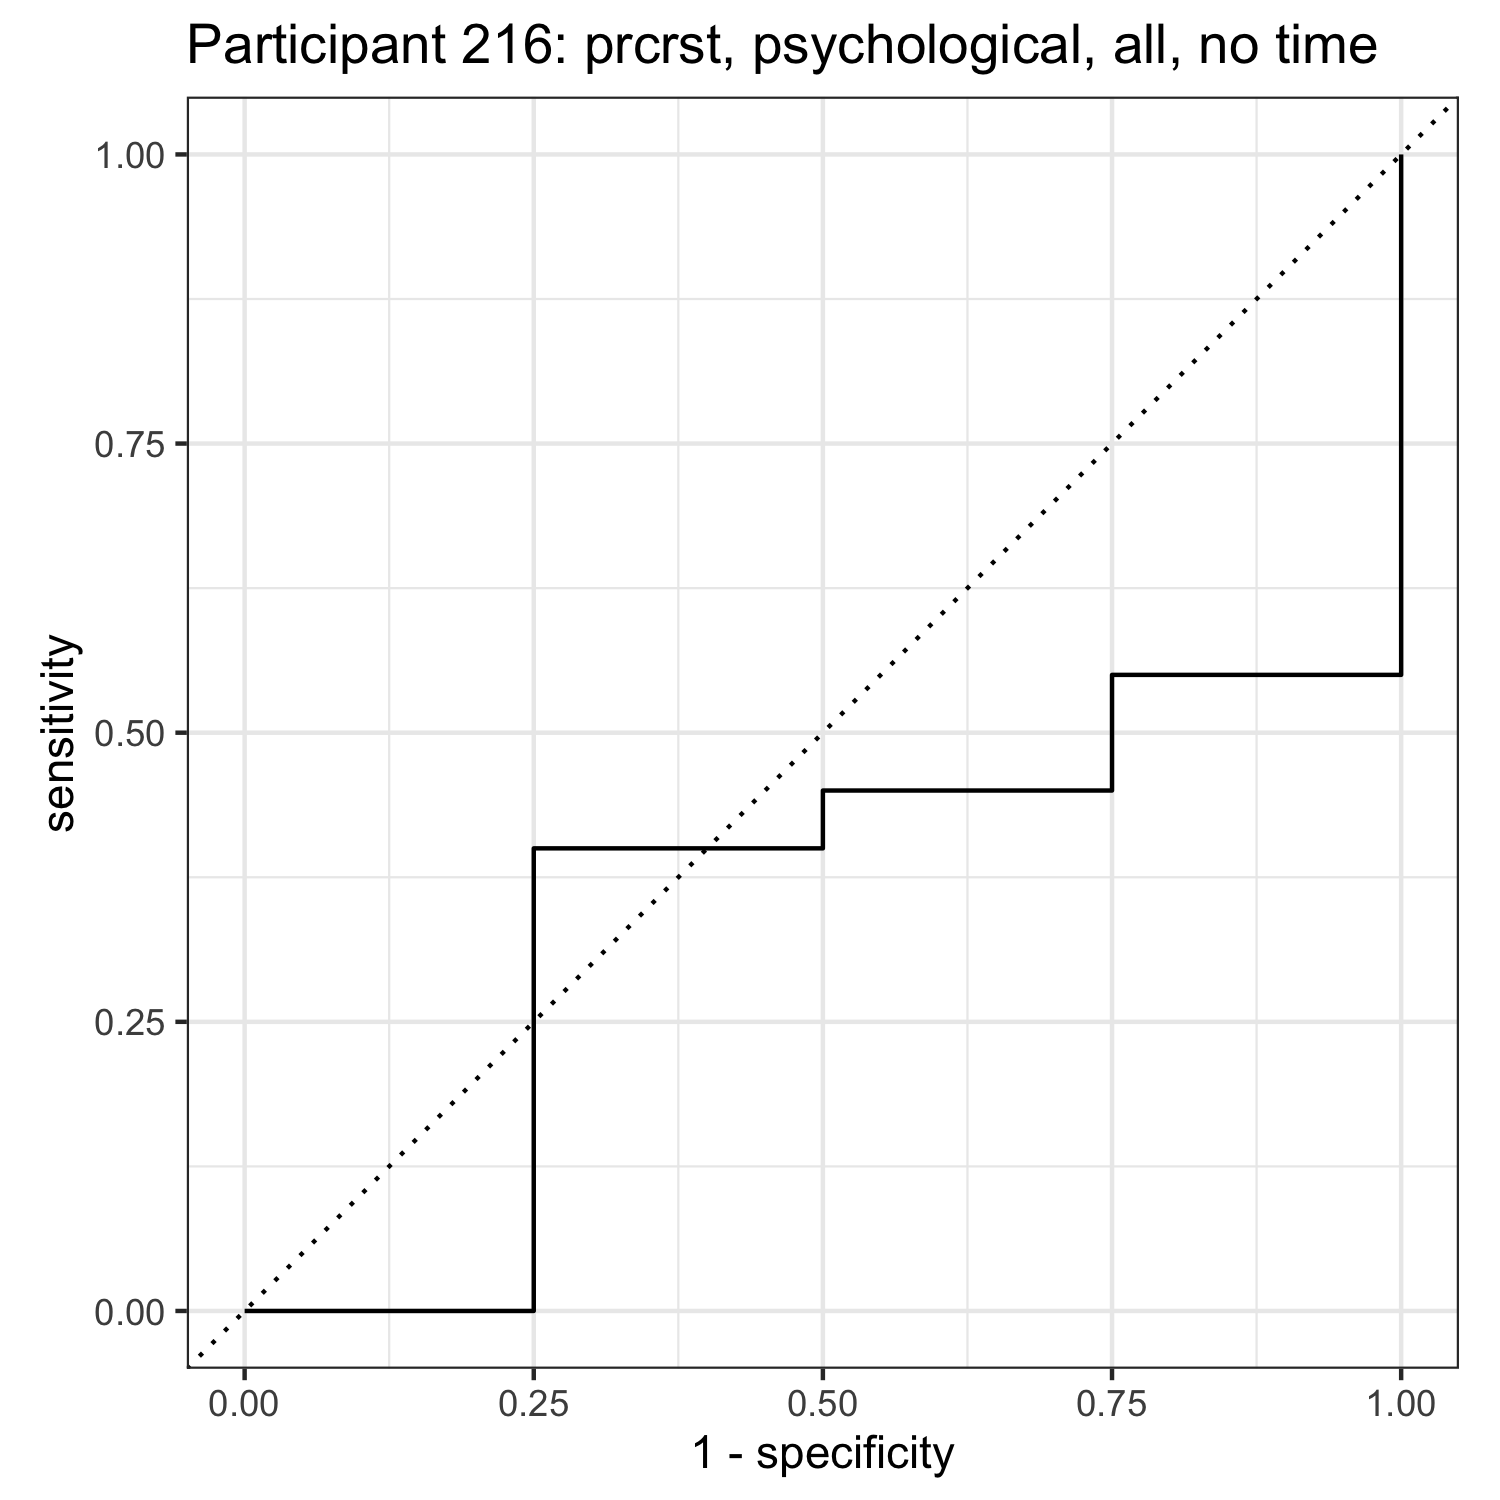 Participant 216: prcrst, psychological, all, no time
1.00
0.75
0.50
0.25
0.00
sensitivity
0.00 0.25 0.50 0.75 1.00
1 - specificity